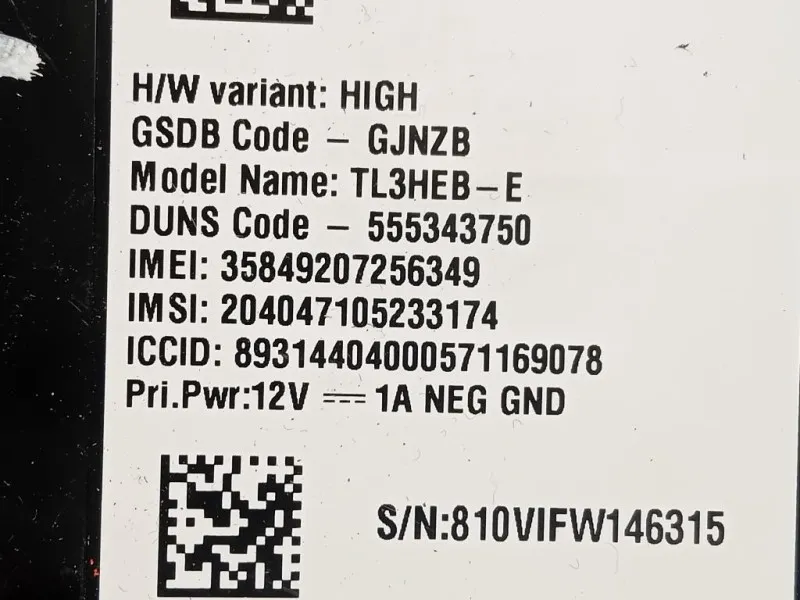 H/W variant: HIGH
GSDB Code – GJNZB
Model Name: TL3HEB–E
DUNS Code – 555343750
IMEI: 35849207256349
IMSI: 204047105233174
ICCID: 89314404000571169078
Pri.Pwr:12V ⎓ 1A NEG GND
S/N:810VIFW146315